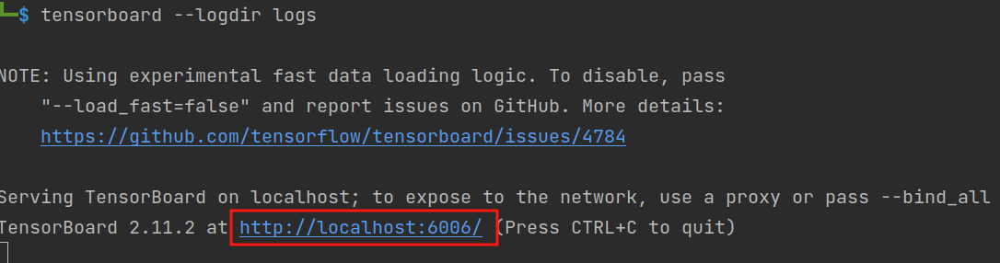 $ tensorboard --logdir logs
NOTE: Using experimental fast data loading logic. To disable, pass
"--load_fast=false" and report issues on GitHub. More details:
https://github.com/tensorflow/tensorboard/issues/4784
Serving TensorBoard on localhost; to expose to the network, use a proxy or pass --bind_all
TensorBoard 2.11.2 at http://localhost:6006/ (Press CTRL+C to quit)